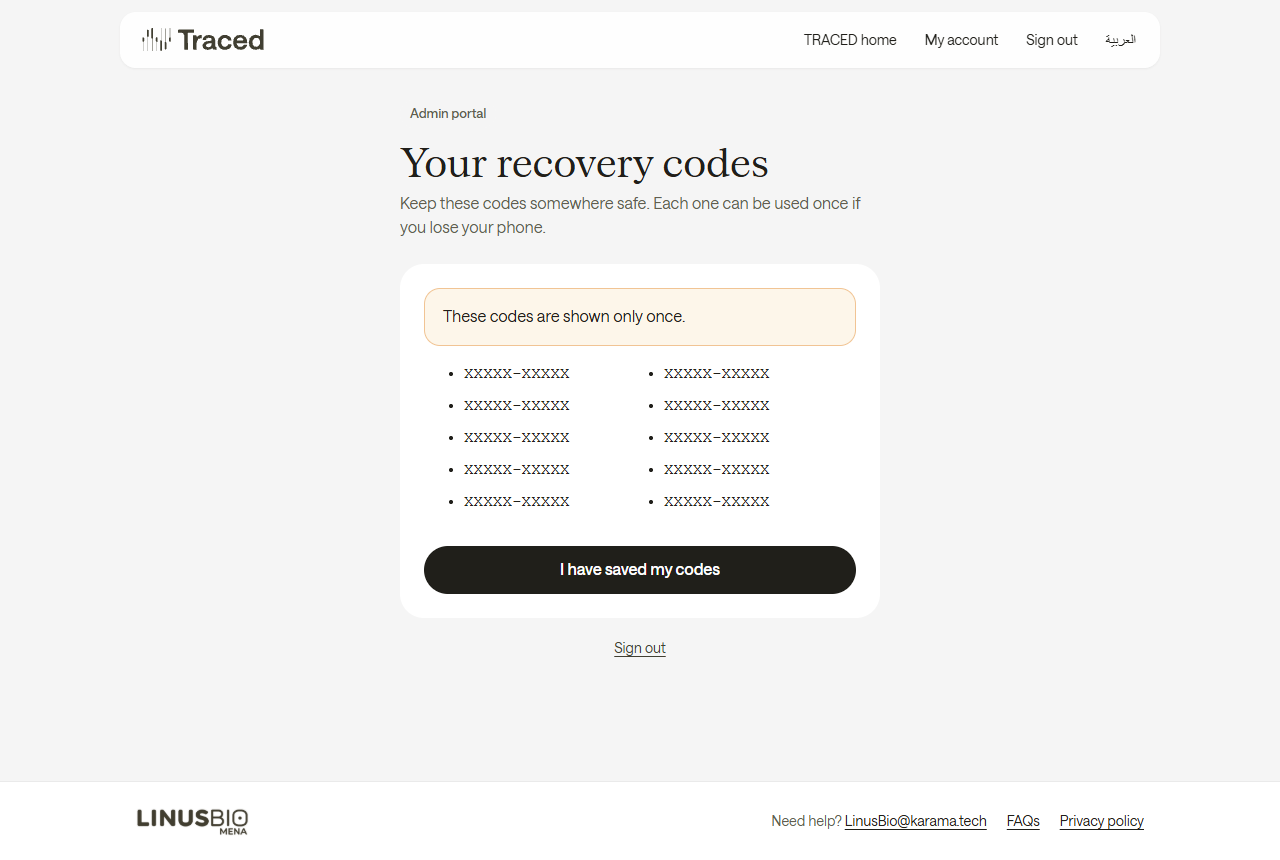 Traced
TRACED home
My account
Sign out
العربية
Admin portal
Your recovery codes
Keep these codes somewhere safe. Each one can be used once if
you lose your phone.
These codes are shown only once.
• XXXXX-XXXXX • XXXXX-XXXXX
• XXXXX-XXXXX • XXXXX-XXXXX
• XXXXX-XXXXX • XXXXX-XXXXX
• XXXXX-XXXXX • XXXXX-XXXXX
• XXXXX-XXXXX • XXXXX-XXXXX
I have saved my codes
Sign out
LINUSBIO
MENA
Need help? LinusBio@karama.tech
FAQs
Privacy policy